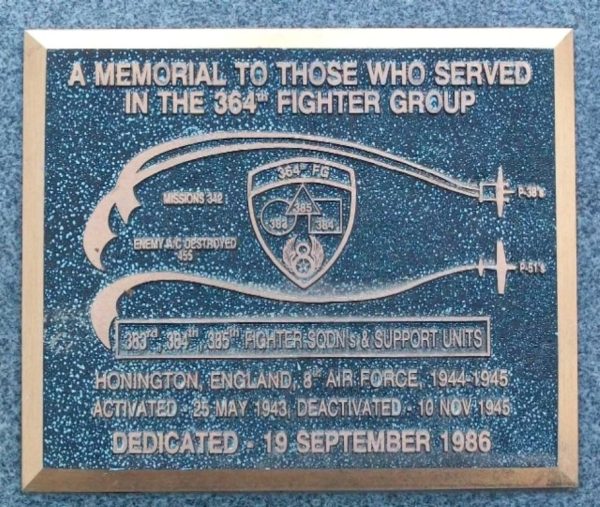 A MEMORIAL TO THOSE WHO SERVED
IN THE 364TH FIGHTER GROUP
364 FG
385
383 384
8
MISSIONS 342
P-38's
ENEMY A/C DESTROYED
455
P-51's
383rd, 384th, 385th FIGHTER SQDN's & SUPPORT UNITS
HONINGTON, ENGLAND, 8th AIR FORCE, 1944-1945
ACTIVATED - 25 MAY 1943, DEACTIVATED - 10 NOV 1945
DEDICATED - 19 SEPTEMBER 1986